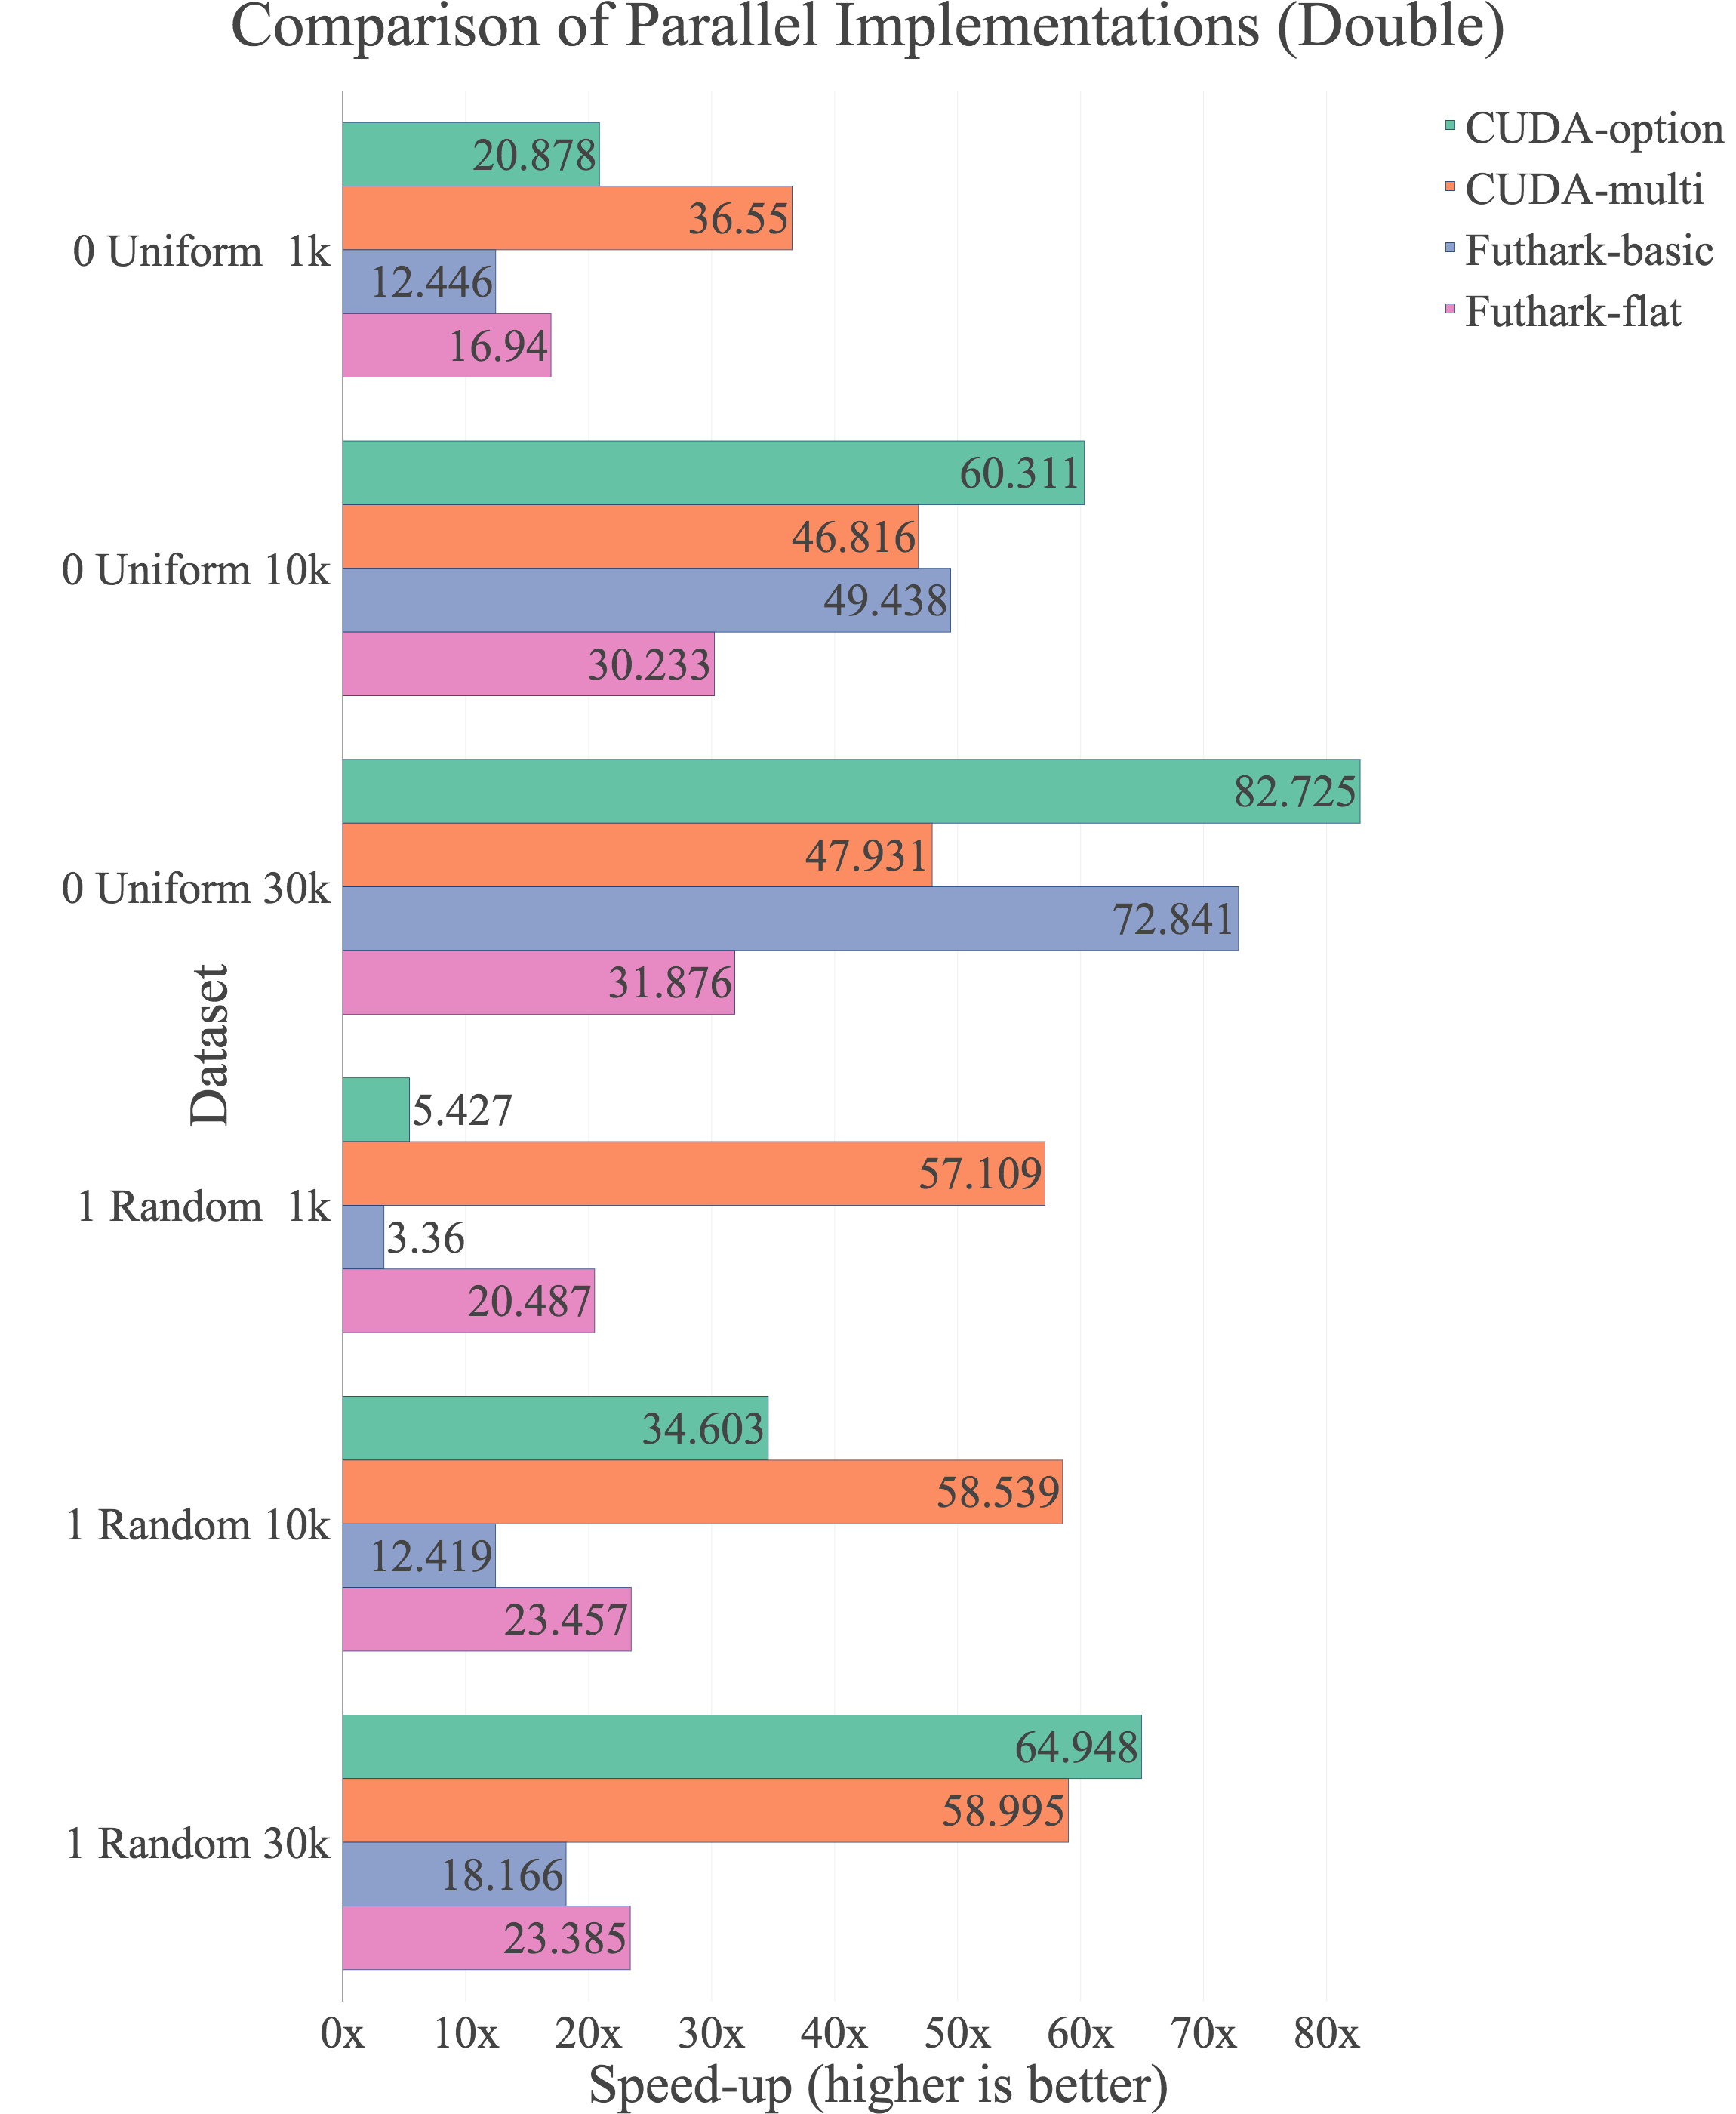 Comparison of Parallel Implementations (Double)
CUDA-option
CUDA-multi
Futhark-basic
Futhark-flat
Dataset
0 Uniform  1k
20.878
36.55
12.446
16.94
0 Uniform 10k
60.311
46.816
49.438
30.233
0 Uniform 30k
82.725
47.931
72.841
31.876
1 Random  1k
5.427
57.109
3.36
20.487
1 Random 10k
34.603
58.539
12.419
23.457
1 Random 30k
64.948
58.995
18.166
23.385
0x 10x 20x 30x 40x 50x 60x 70x 80x
Speed-up (higher is better)